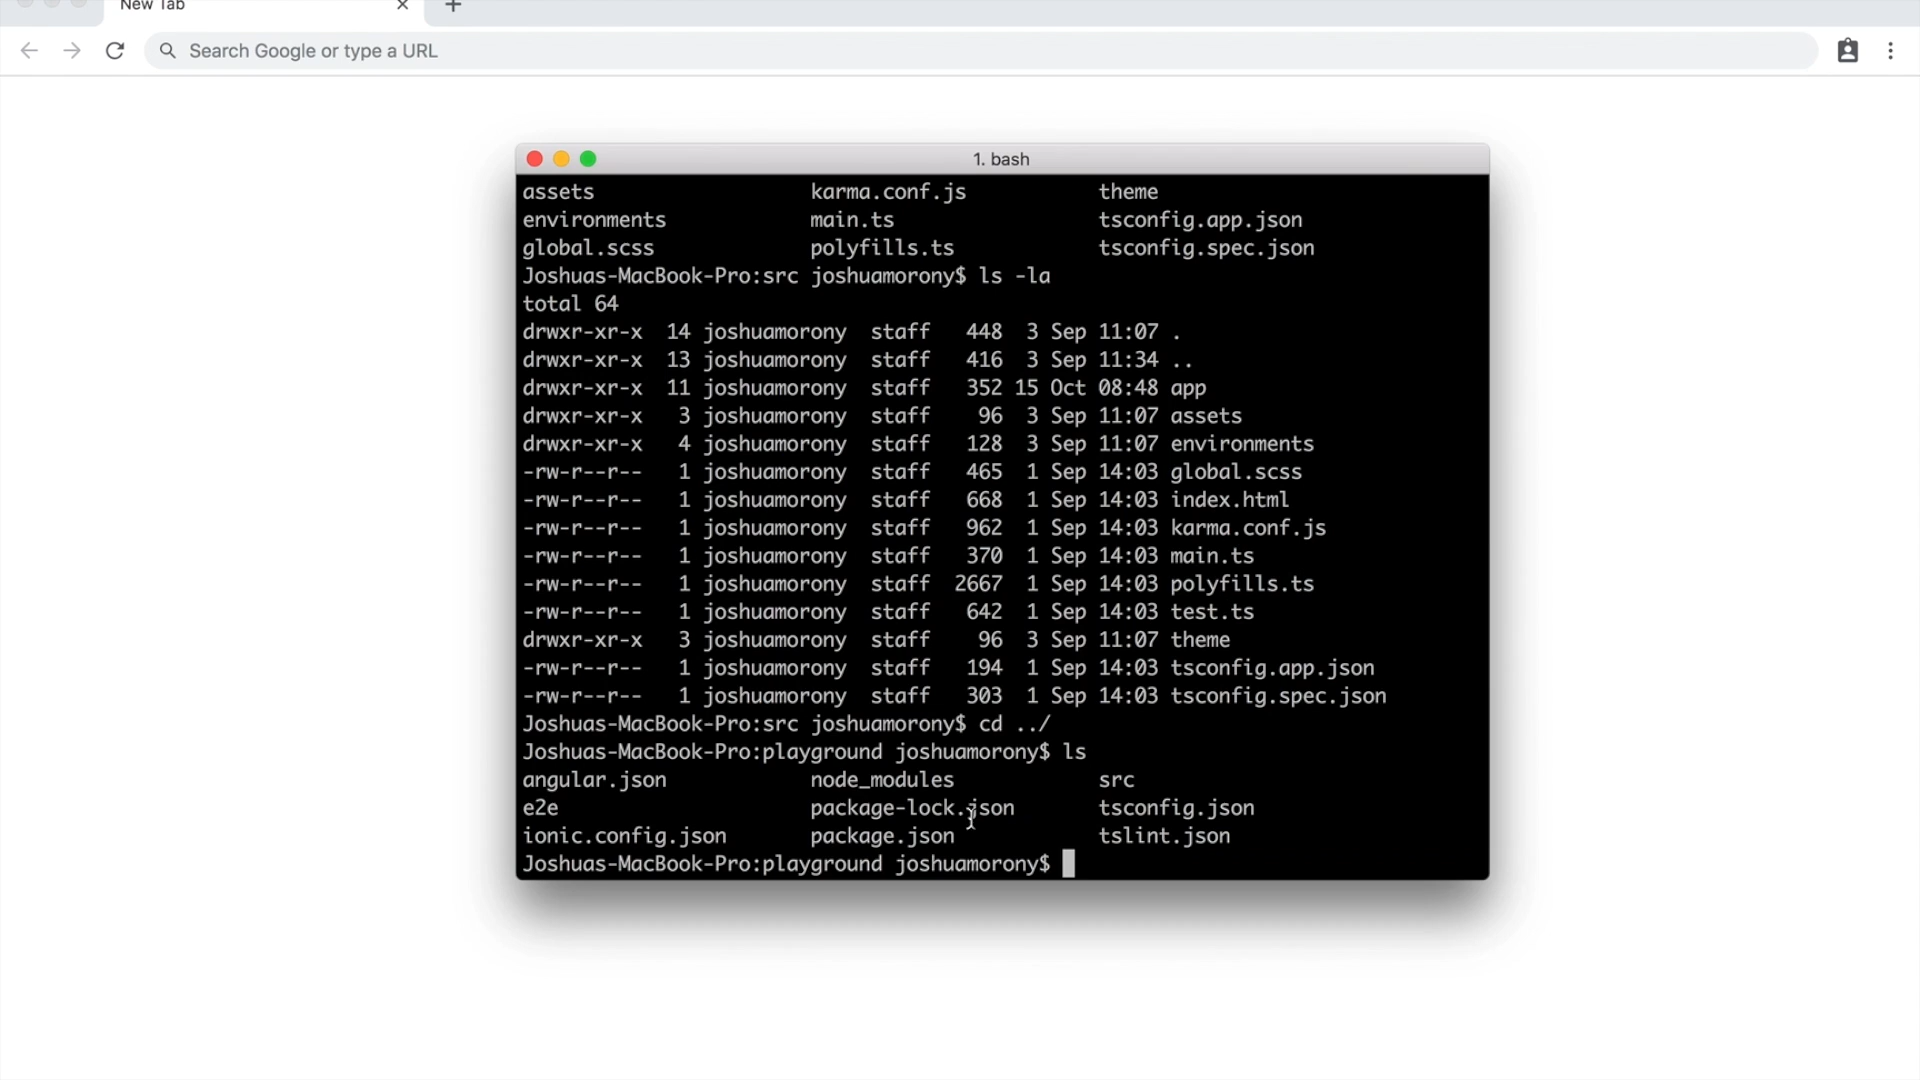 New Tab
Search Google or type a URL
1. bash
assets karma.conf.js theme
environments main.ts tsconfig.app.json
global.scss polyfills.ts tsconfig.spec.json
Joshuas-MacBook-Pro:src joshuamorony$ ls -la
total 64
drwxr-xr-x 14 joshuamorony staff 448 3 Sep 11:07 .
drwxr-xr-x 13 joshuamorony staff 416 3 Sep 11:34 ..
drwxr-xr-x 11 joshuamorony staff 352 15 Oct 08:48 app
drwxr-xr-x 3 joshuamorony staff 96 3 Sep 11:07 assets
drwxr-xr-x 4 joshuamorony staff 128 3 Sep 11:07 environments
-rw-r--r-- 1 joshuamorony staff 465 1 Sep 14:03 global.scss
-rw-r--r-- 1 joshuamorony staff 668 1 Sep 14:03 index.html
-rw-r--r-- 1 joshuamorony staff 962 1 Sep 14:03 karma.conf.js
-rw-r--r-- 1 joshuamorony staff 370 1 Sep 14:03 main.ts
-rw-r--r-- 1 joshuamorony staff 2667 1 Sep 14:03 polyfills.ts
-rw-r--r-- 1 joshuamorony staff 642 1 Sep 14:03 test.ts
drwxr-xr-x 3 joshuamorony staff 96 3 Sep 11:07 theme
-rw-r--r-- 1 joshuamorony staff 194 1 Sep 14:03 tsconfig.app.json
-rw-r--r-- 1 joshuamorony staff 303 1 Sep 14:03 tsconfig.spec.json
Joshuas-MacBook-Pro:src joshuamorony$ cd ../
Joshuas-MacBook-Pro:playground joshuamorony$ ls
angular.json node_modules src
e2e package-lock.json tsconfig.json
ionic.config.json package.json tslint.json
Joshuas-MacBook-Pro:playground joshuamorony$